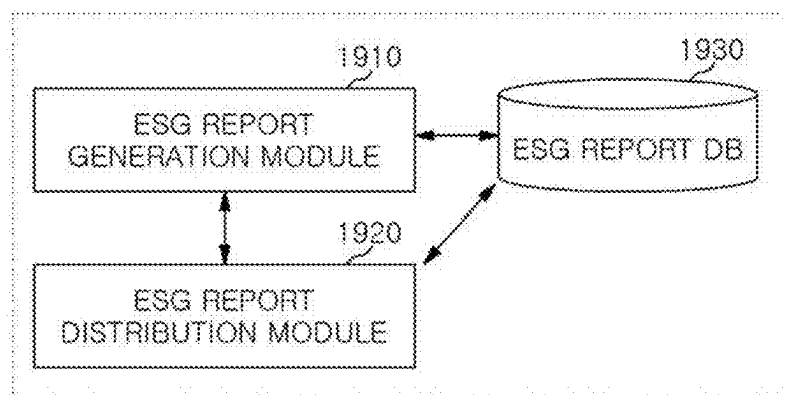 1910
ESG REPORT
GENERATION MODULE
1930
ESG REPORT DB
1920
ESG REPORT
DISTRIBUTION MODULE